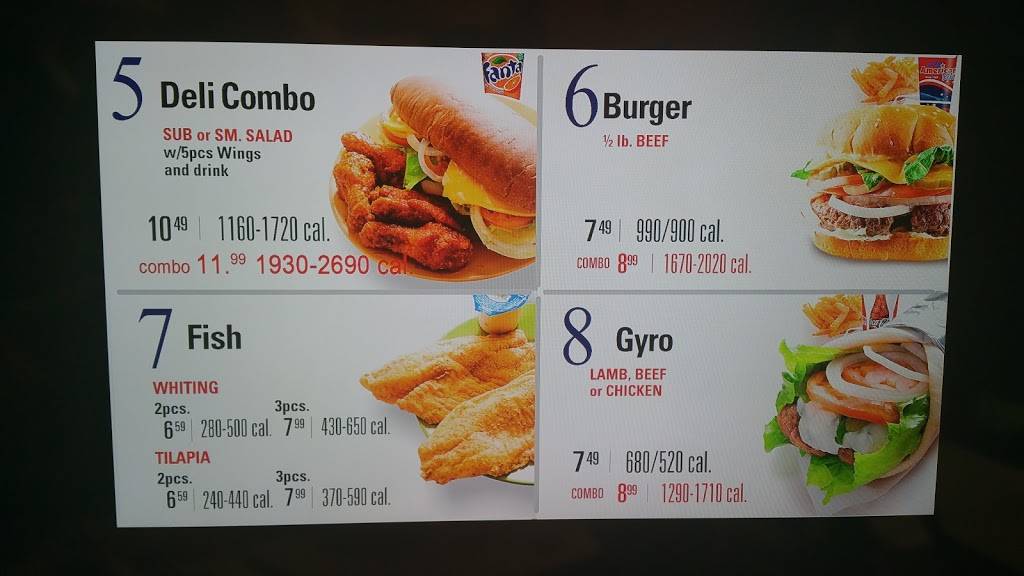 5 Deli Combo
SUB or SM. SALAD
w/5pcs Wings
and drink
10 49 | 1160-1720 cal.
combo 11.99 1930-2690 cal.
Fanta
6 Burger
½ lb. BEEF
7 49 | 990/900 cal.
COMBO 8 99 | 1670-2020 cal.
America
7 Fish
WHITING
2pcs. 3pcs.
6 59 | 280-500 cal. 7 99 | 430-650 cal.
TILAPIA
2pcs. 3pcs.
6 59 | 240-440 cal. 7 99 | 370-590 cal.
8 Gyro
LAMB, BEEF
or CHICKEN
7 49 | 680/520 cal.
COMBO 8 99 | 1290-1710 cal.